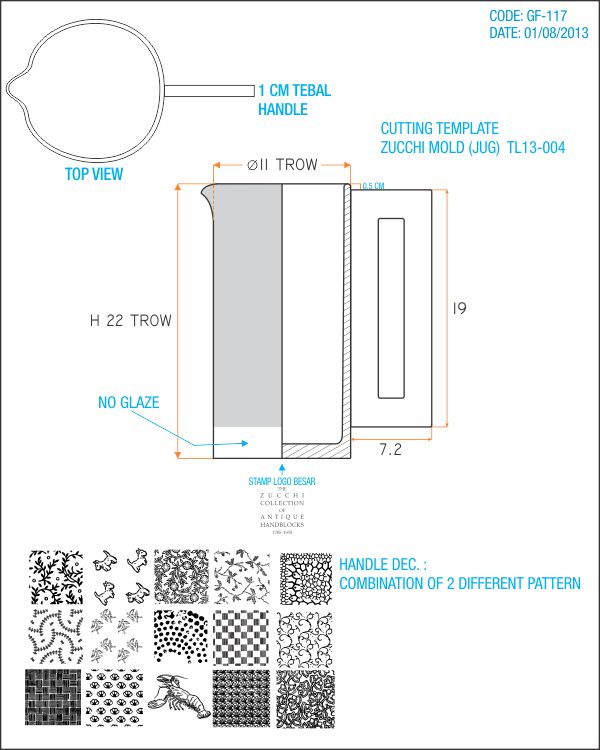 CODE: GF-117
DATE: 01/08/2013
1 CM TEBAL
HANDLE
CUTTING TEMPLATE
ZUCCHI MOLD (JUG) TL13-004
TOP VIEW
Ø11 TROW
0,5 CM
H 22 TROW
19
NO GLAZE
7.2
STAMP LOGO BESAR
THE
ZUCCHI
COLLECTION
OF
ANTIQUE
HANDBLOCKS
HANDLE DEC. :
COMBINATION OF 2 DIFFERENT PATTERN